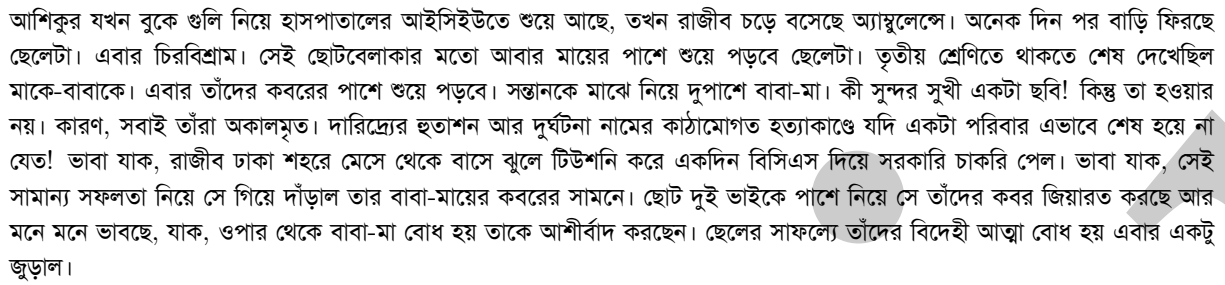 আশিকুর যখন বুকে গুলি নিয়ে হাসপাতালের আইসিইউতে শুয়ে আছে, তখন রাজীব চড়ে বসেছে অ্যাম্বুলেন্সে। অনেক দিন পর বাড়ি ফিরছে
ছেলেটা। এবার চিরবিশ্রাম। সেই ছোটবেলাকার মতো আবার মায়ের পাশে শুয়ে পড়বে ছেলেটা। তৃতীয় শ্রেণিতে থাকতে শেষ দেখেছিল
মাকে-বাবাকে। এবার তাঁদের কবরের পাশে শুয়ে পড়বে। সন্তানকে মাঝে নিয়ে দুপাশে বাবা-মা। কী সুন্দর সুখী একটা ছবি! কিন্তু তা হওয়ার
নয়। কারণ, সবাই তাঁরা অকালমৃত। দারিদ্র্যের হুতাশন আর দুর্ঘটনা নামের কাঠামোগত হত্যাকাণ্ডে যদি একটা পরিবার এভাবে শেষ হয়ে না
যেত! ভাবা যাক, রাজীব ঢাকা শহরে মেসে থেকে বাসে ঝুলে টিউশনি করে একদিন বিসিএস দিয়ে সরকারি চাকরি পেল। ভাবা যাক, সেই
সামান্য সফলতা নিয়ে সে গিয়ে দাঁড়াল তার বাবা-মায়ের কবরের সামনে। ছোট দুই ভাইকে পাশে নিয়ে সে তাঁদের কবর জিয়ারত করছে আর
মনে মনে ভাবছে, যাক, ওপার থেকে বাবা-মা বোধ হয় তাকে আশীর্বাদ করছেন। ছেলের সাফল্যে তাঁদের বিদেহী আত্মা বোধ হয় এবার একটু
জুড়াল।